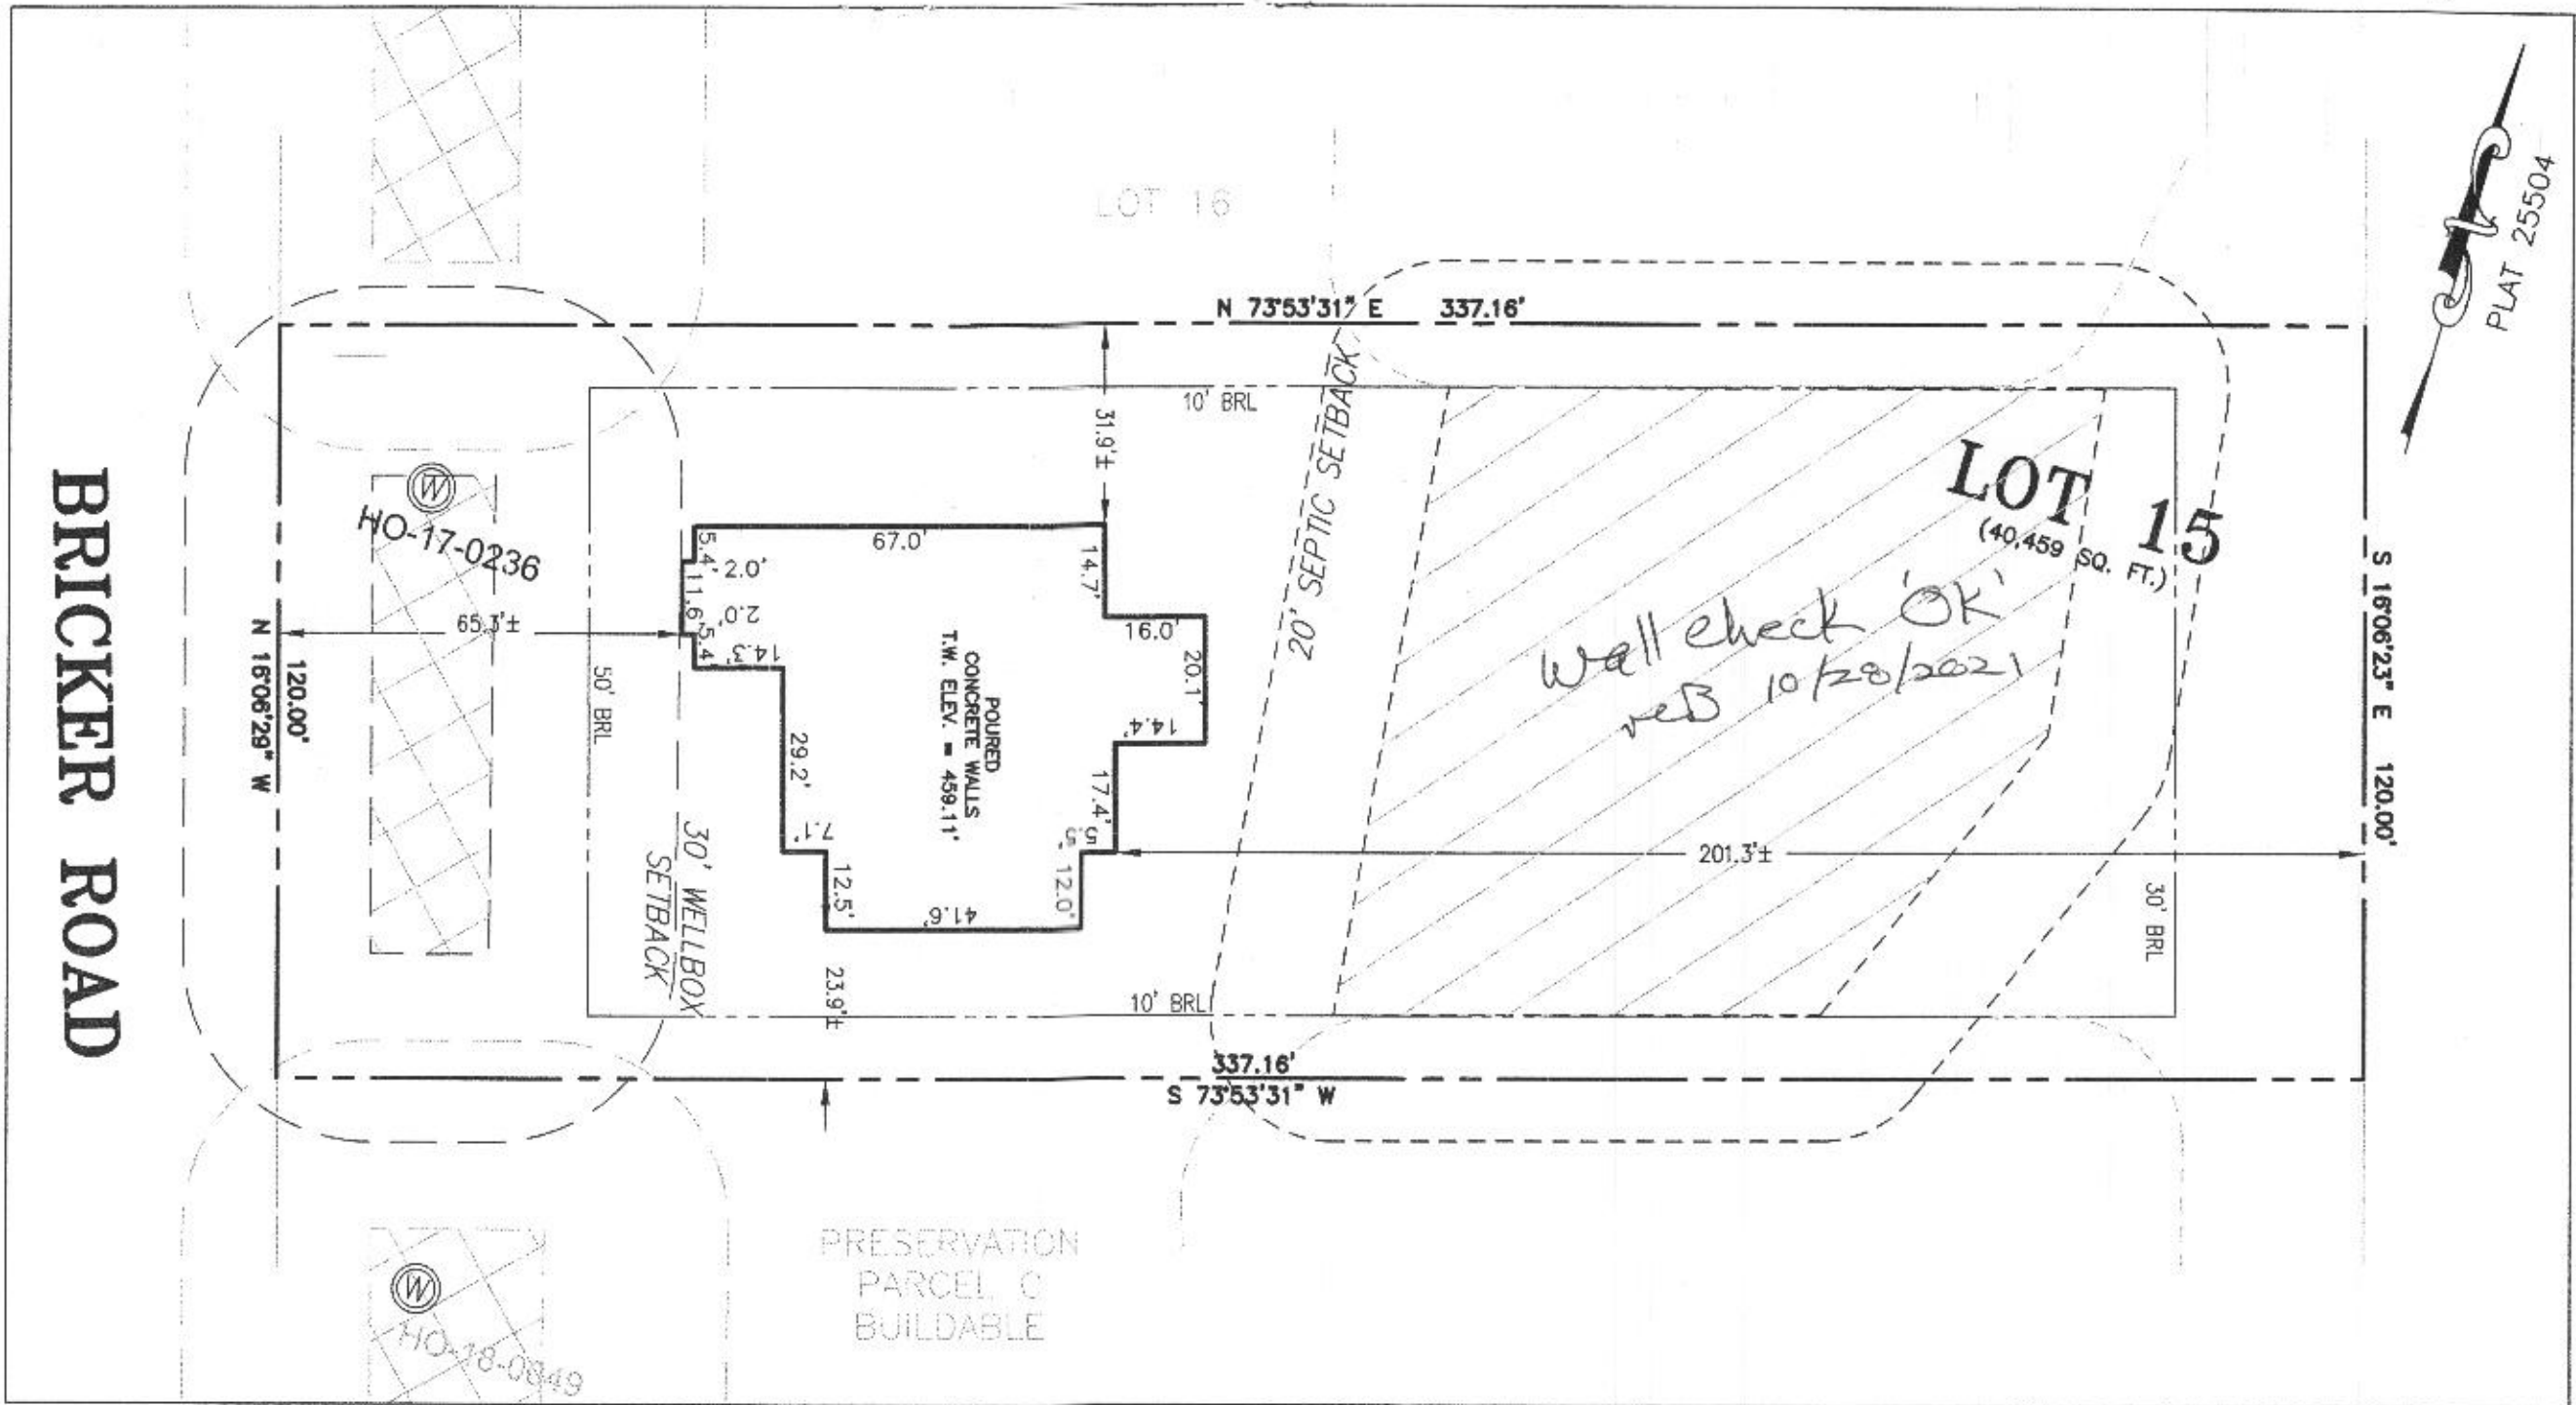 PLAT 25504
LOT 16
N 73°53'31" E 337.16'
10' BRL
31.9'±
20' SEPTIC SETBACK
LOT 15
(40,459 SQ. FT.)
Wall check 'OK'
10/28/2021
S 16°06'23" E 120.00'
HO-17-0236
BRICKER ROAD
120.00'
N 16°06'29" W
50' BRL
30' WELLBOX
SETBACK
67.0'
14.7'
16.0'
20.1'
14.4'
17.4'
5.5'
12.0'
41.6'
12.5'
7.1'
29.2'
14.3'
5.4'
2.0'
11.6'
2.0'
5.4'
POURED
CONCRETE WALLS
T.W. ELEV. = 459.11'
201.3'±
30' BRL
23.9'±
10' BRL
337.16'
S 73°53'31" W
PRESERVATION
PARCEL C
BUILDABLE
HO-18-0849